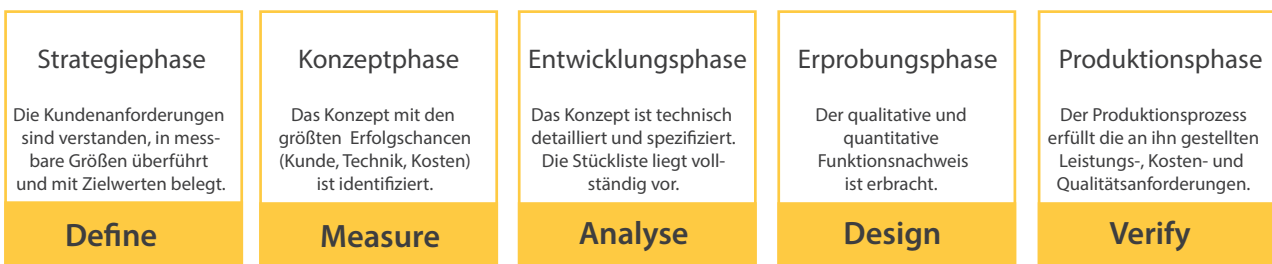 Strategiephase
Die Kundenanforderungen
sind verstanden, in mess-
bare Größen überführt
und mit Zielwerten belegt.
Define
Konzeptphase
Das Konzept mit den
größten Erfolgschancen
(Kunde, Technik, Kosten)
ist identifiziert.
Measure
Entwicklungsphase
Das Konzept ist technisch
detailliert und spezifiziert.
Die Stückliste liegt voll-
ständig vor.
Analyse
Erprobungsphase
Der qualitative und
quantitative
Funktionsnachweis
ist erbracht.
Design
Produktionsphase
Der Produktionsprozess
erfüllt die an ihn gestellten
Leistungs-, Kosten- und
Qualitätsanforderungen.
Verify